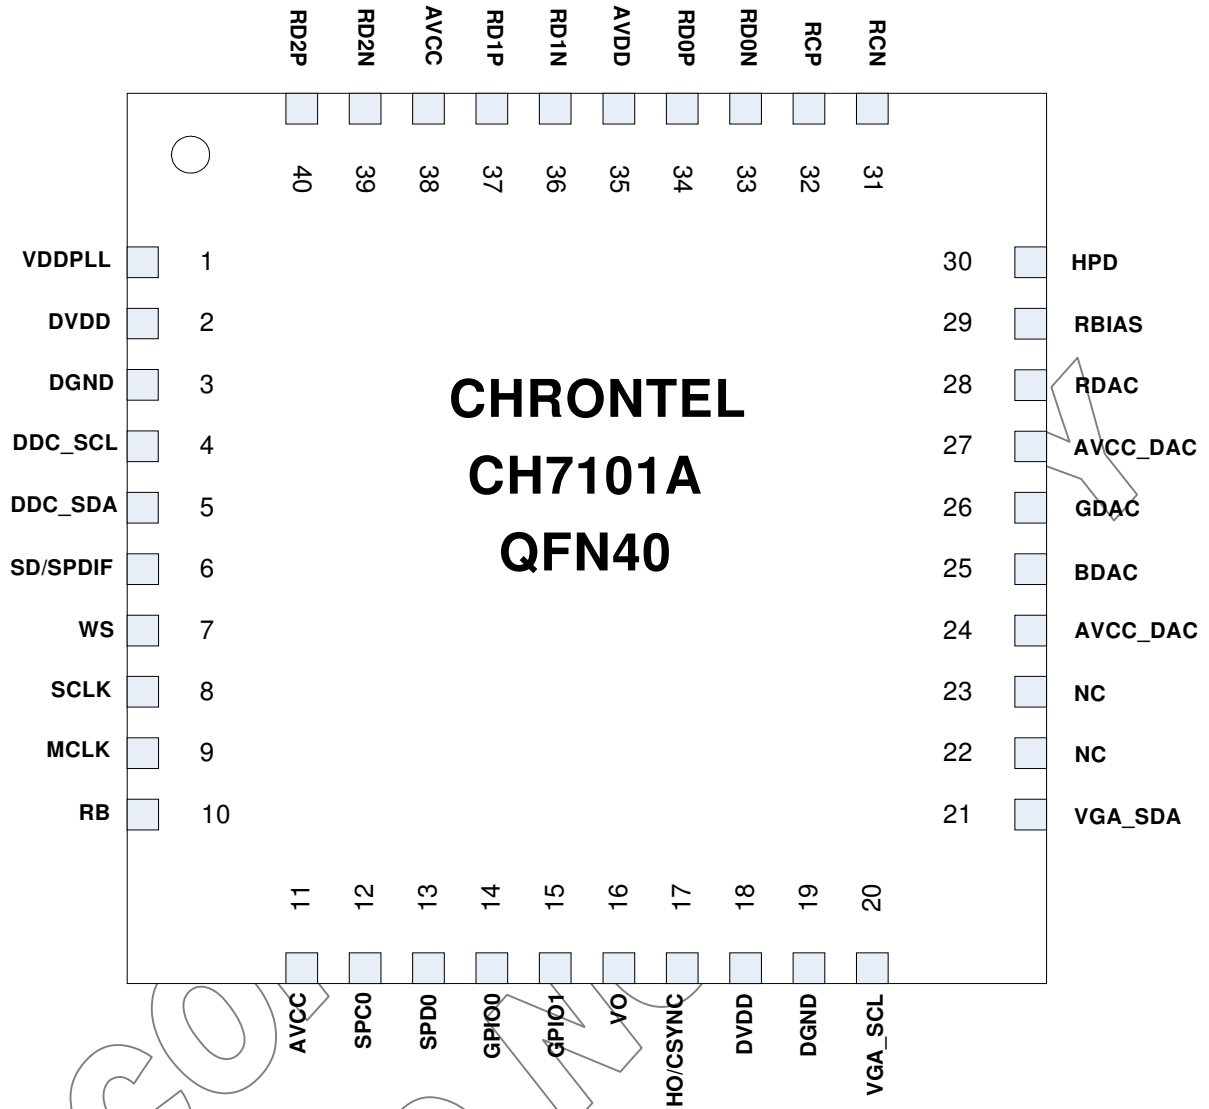 RD2P RD2N AVCC RD1P RD1N AVDD RD0P RD0N RCP RCN
40 39 38 37 36 35 34 33 32 31
VDDPLL 1
DVDD 2
DGND 3
DDC_SCL 4
DDC_SDA 5
SD/SPDIF 6
WS 7
SCLK 8
MCLK 9
RB 10
CHRONTEL
CH7101A
QFN40
30 HPD
29 RBIAS
28 RDAC
27 AVCC_DAC
26 GDAC
25 BDAC
24 AVCC_DAC
23 NC
22 NC
21 VGA_SDA
11 12 13 14 15 16 17 18 19 20
AVCC SPC0 SPD0 GPIO0 GPIO1 VO HO/CSYNC DVDD DGND VGA_SCL